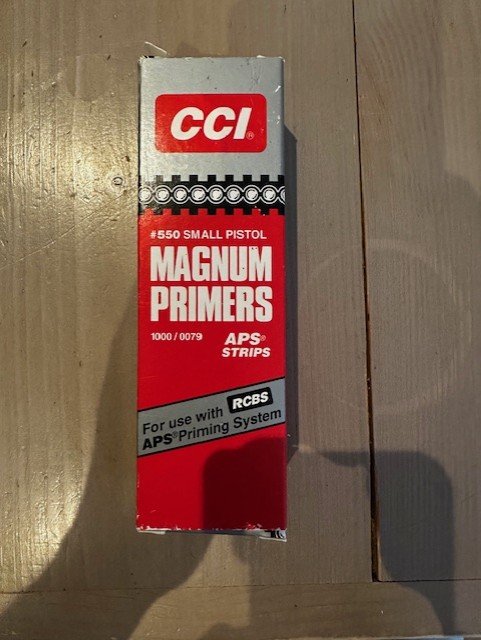 CCI®
#550 SMALL PISTOL
MAGNUM
PRIMERS
1000/0079 APS®
STRIPS
For use with RCBS
APS® Priming System